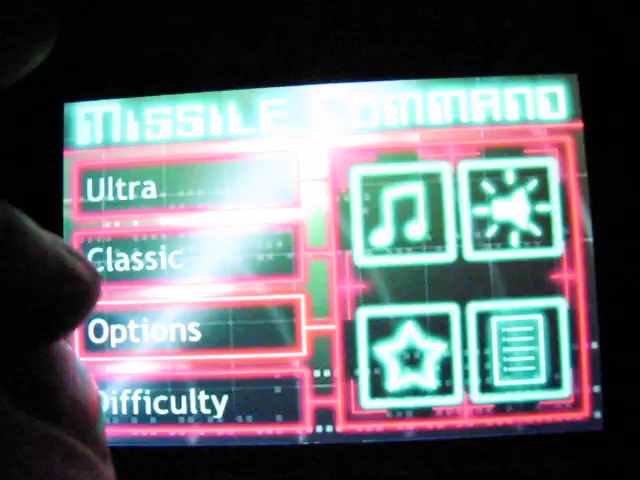 MISSILE COMMAND
Ultra
Classic
Options
Difficulty